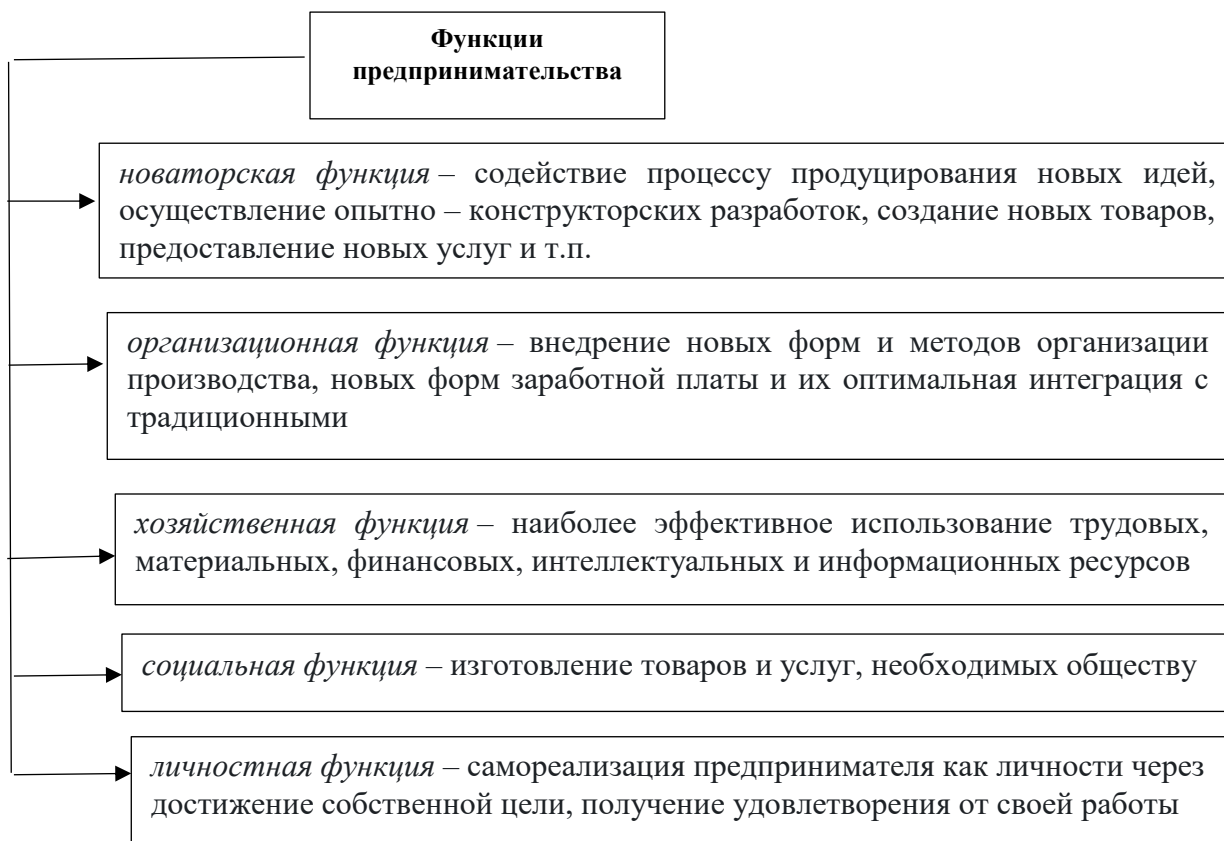 Функции
предпринимательства
новаторская функция – содействие процессу продуцирования новых идей,
осуществление опытно – конструкторских разработок, создание новых товаров,
предоставление новых услуг и т.п.
организационная функция – внедрение новых форм и методов организации
производства, новых форм заработной платы и их оптимальная интеграция с
традиционными
хозяйственная функция – наиболее эффективное использование трудовых,
материальных, финансовых, интеллектуальных и информационных ресурсов
социальная функция – изготовление товаров и услуг, необходимых обществу
личностная функция – самореализация предпринимателя как личности через
достижение собственной цели, получение удовлетворения от своей работы